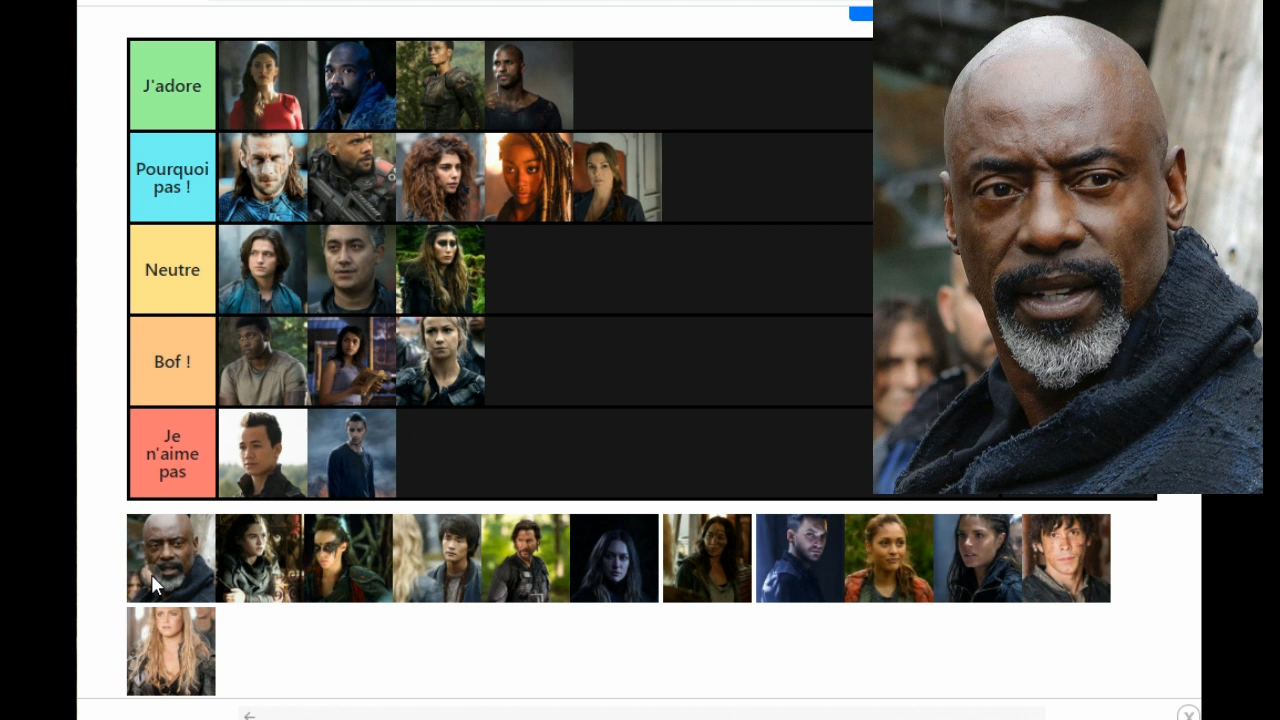 J'adore
Pourquoi
pas !
Neutre
Bof !
Je
n'aime
pas